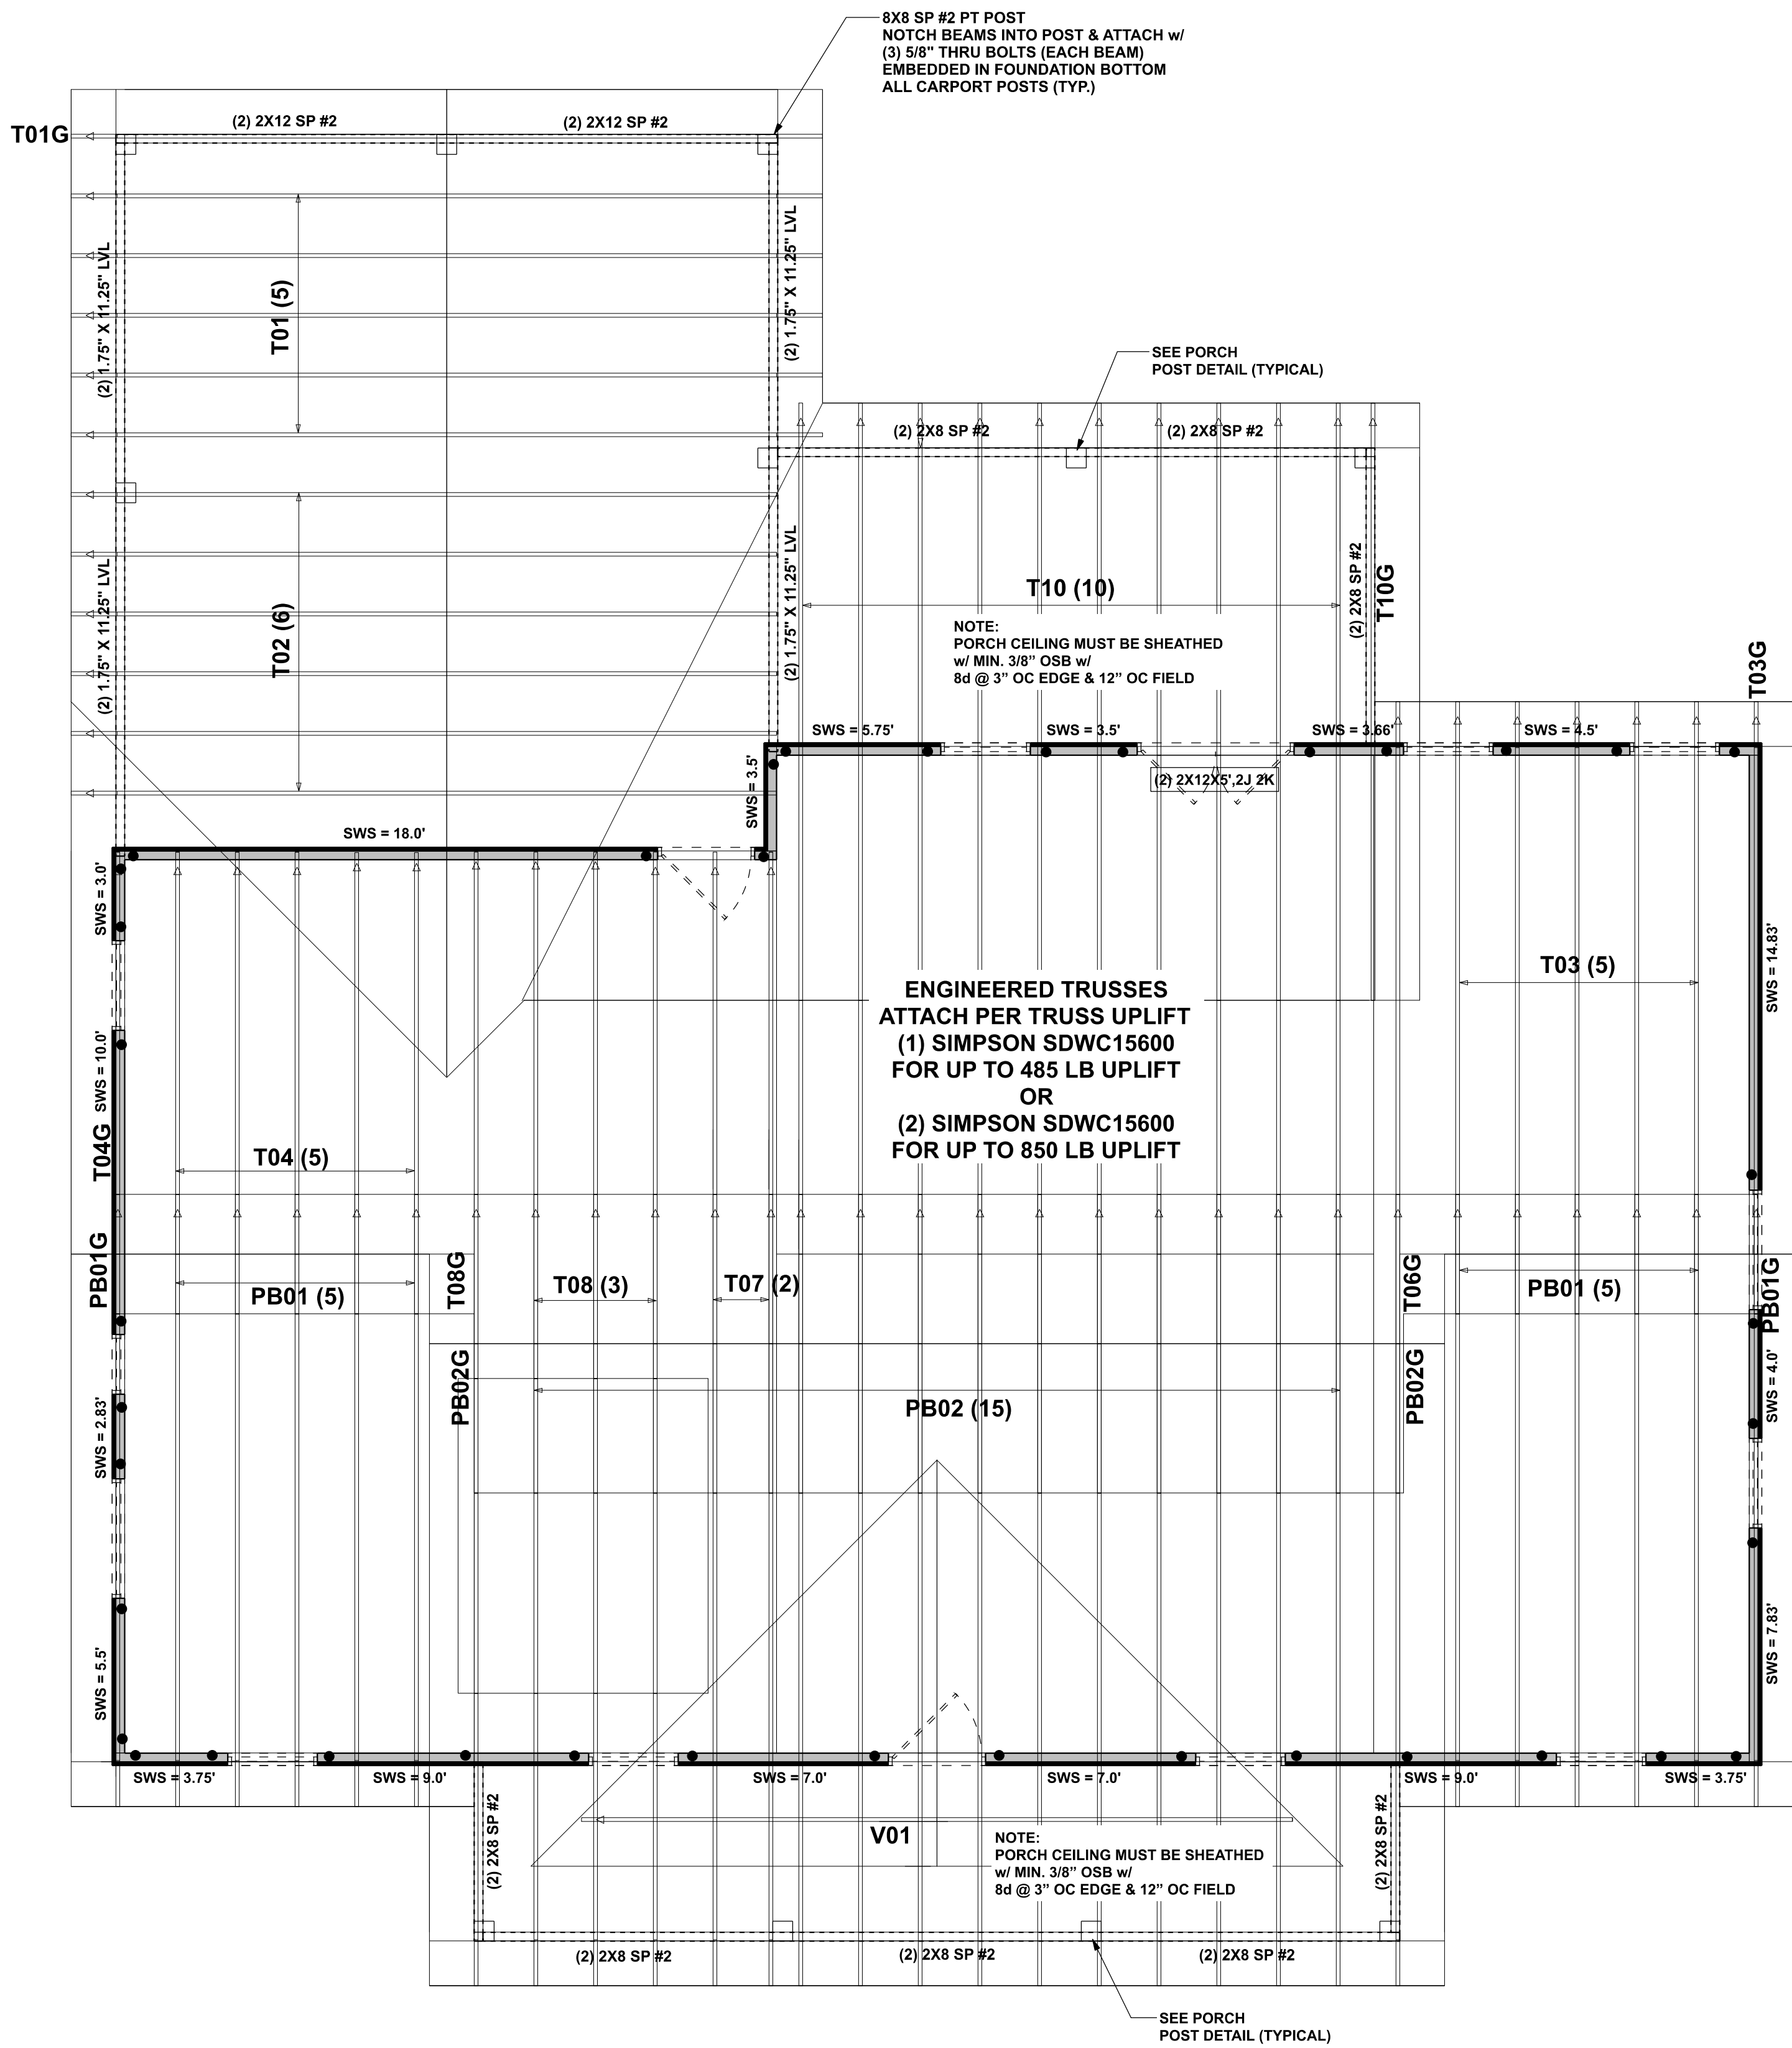 8X8 SP #2 PT POST
NOTCH BEAMS INTO POST & ATTACH w/
(3) 5/8" THRU BOLTS (EACH BEAM)
EMBEDDED IN FOUNDATION BOTTOM
ALL CARPORT POSTS (TYP.)
(2) 2X12 SP #2
(2) 2X12 SP #2
T01G
(2) 1.75" X 11.25" LVL
T01 (5)
(2) 1.75" X 11.25" LVL
SEE PORCH
POST DETAIL (TYPICAL)
(2) 2X8 SP #2
(2) 2X8 SP #2
(2) 1.75" X 11.25" LVL
T02 (6)
(2) 1.75" X 11.25" LVL
T10 (10)
(2) 2X8 SP #2
T10G
NOTE:
PORCH CEILING MUST BE SHEATHED
w/ MIN. 3/8” OSB w/
8d @ 3” OC EDGE & 12” OC FIELD
T03G
SWS = 5.75'
SWS = 3.5'
SWS = 3.66'
SWS = 4.5'
SWS = 3.5'
(2) 2X12X5',2J 2K
SWS = 18.0'
SWS = 3.0'
T03 (5)
SWS = 14.83'
ENGINEERED TRUSSES
ATTACH PER TRUSS UPLIFT
(1) SIMPSON SDWC15600
FOR UP TO 485 LB UPLIFT
OR
(2) SIMPSON SDWC15600
FOR UP TO 850 LB UPLIFT
SWS = 10.0'
T04G
T04 (5)
PB01G
PB01 (5)
T08G
T08 (3)
T07 (2)
T06G
PB01 (5)
PB01G
PB02G
PB02 (15)
PB02G
SWS = 4.0'
SWS = 2.83'
SWS = 5.5'
SWS = 7.83'
SWS = 3.75'
SWS = 9.0'
SWS = 7.0'
SWS = 7.0'
SWS = 9.0'
SWS = 3.75'
(2) 2X8 SP #2
V01
(2) 2X8 SP #2
NOTE:
PORCH CEILING MUST BE SHEATHED
w/ MIN. 3/8” OSB w/
8d @ 3” OC EDGE & 12” OC FIELD
(2) 2X8 SP #2
(2) 2X8 SP #2
(2) 2X8 SP #2
SEE PORCH
POST DETAIL (TYPICAL)